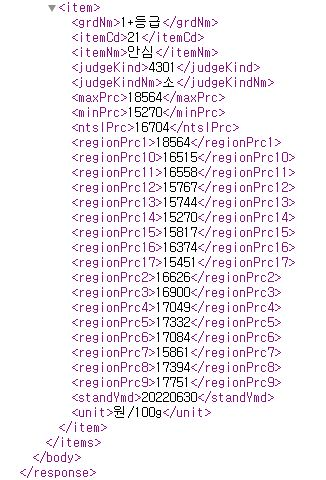 ▼<item>
<grdNm>1+등급</grdNm>
<itemCd>21</itemCd>
<itemNm>안심</itemNm>
<judgeKind>4301</judgeKind>
<judgeKindNm>소</judgeKindNm>
<maxPrc>18564</maxPrc>
<minPrc>15270</minPrc>
<ntslPrc>16704</ntslPrc>
<regionPrc1>18564</regionPrc1>
<regionPrc10>16515</regionPrc10>
<regionPrc11>16558</regionPrc11>
<regionPrc12>15767</regionPrc12>
<regionPrc13>15744</regionPrc13>
<regionPrc14>15270</regionPrc14>
<regionPrc15>15817</regionPrc15>
<regionPrc16>16374</regionPrc16>
<regionPrc17>15451</regionPrc17>
<regionPrc2>16626</regionPrc2>
<regionPrc3>16900</regionPrc3>
<regionPrc4>17049</regionPrc4>
<regionPrc5>17332</regionPrc5>
<regionPrc6>17084</regionPrc6>
<regionPrc7>15861</regionPrc7>
<regionPrc8>17394</regionPrc8>
<regionPrc9>17751</regionPrc9>
<standYmd>20220630</standYmd>
<unit>원/100g</unit>
</item>
</items>
</body>
</response>